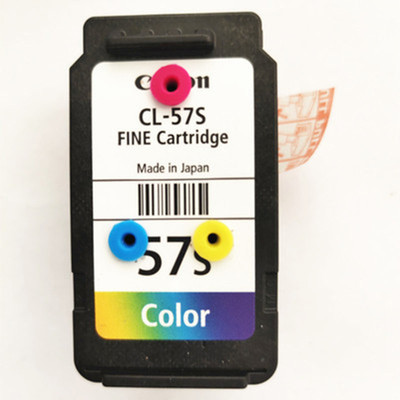 CL-57S
FINE Cartridge
Made in Japan
57s
Color